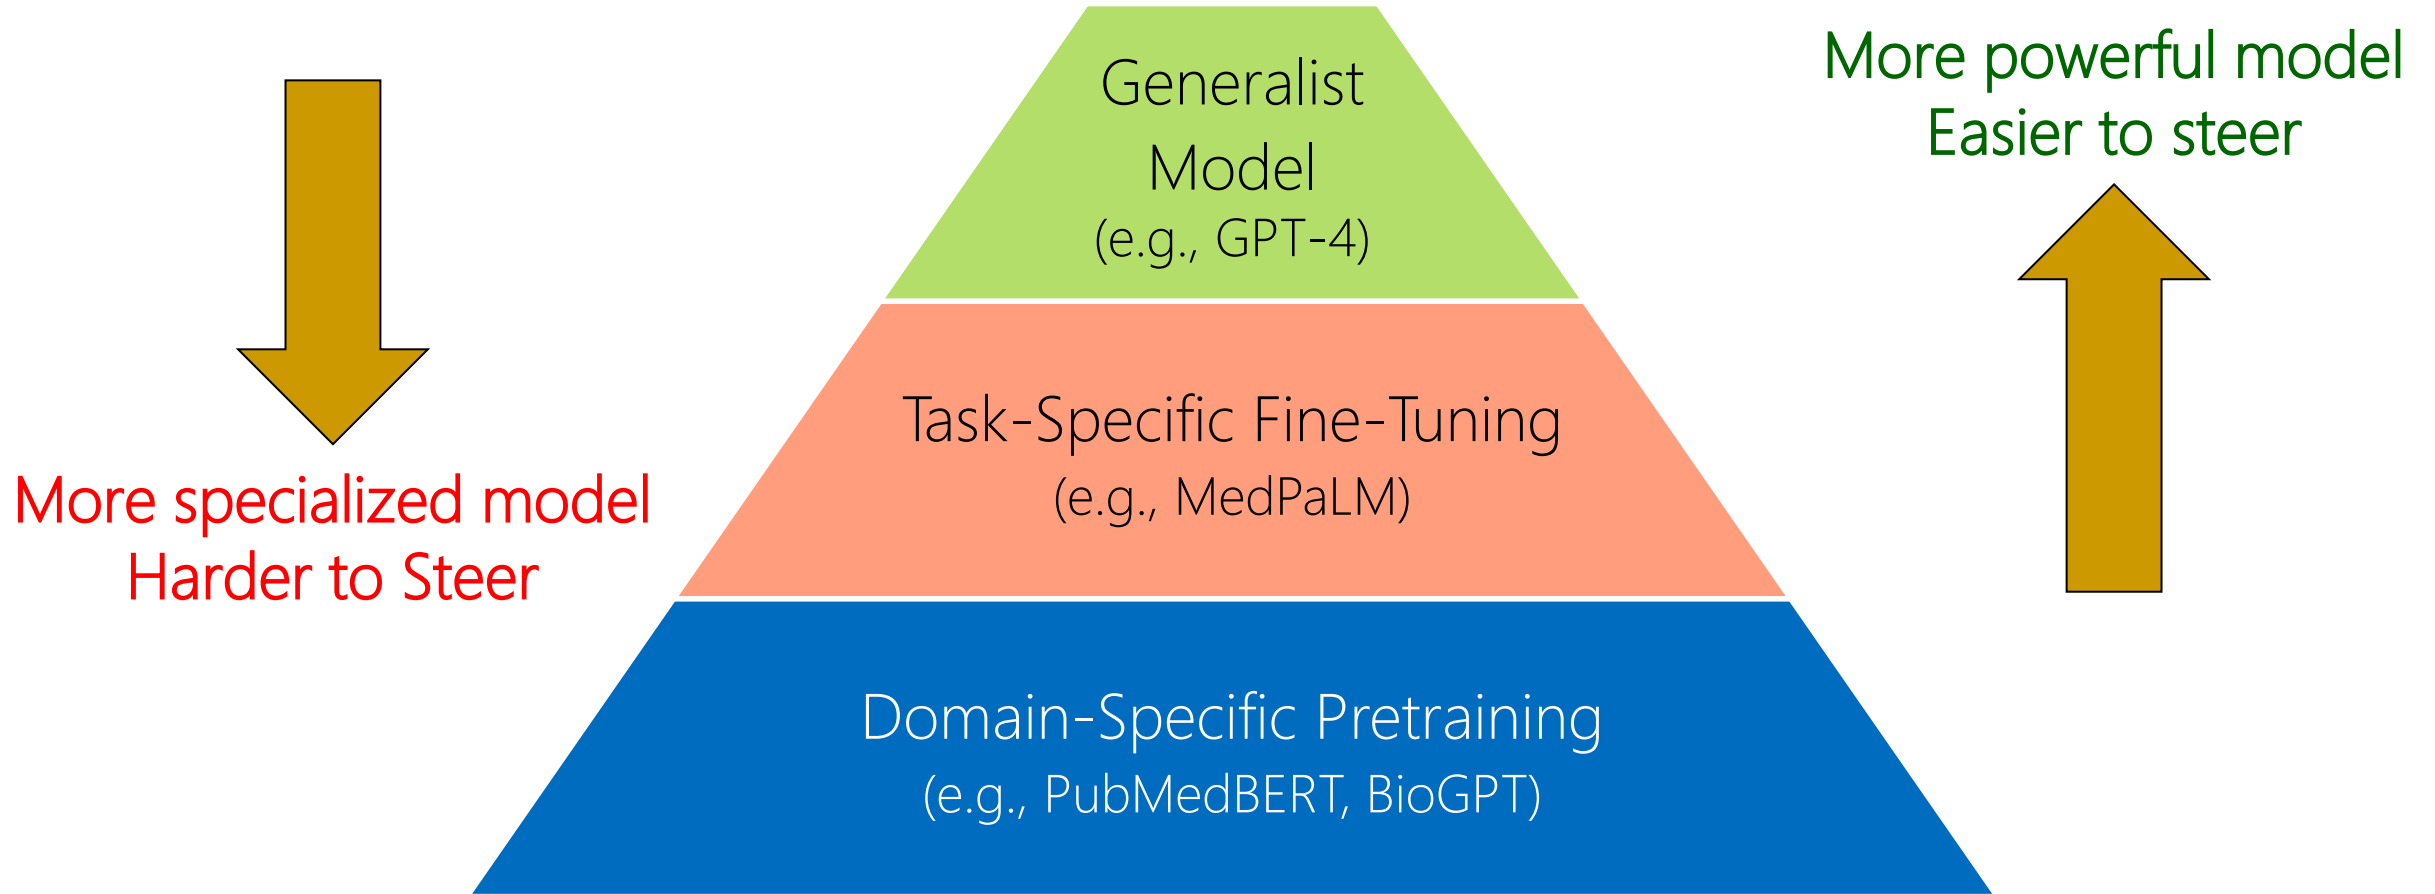 Generalist
Model
(e.g., GPT-4)
More powerful model
Easier to steer
Task-Specific Fine-Tuning
(e.g., MedPaLM)
More specialized model
Harder to Steer
Domain-Specific Pretraining
(e.g., PubMedBERT, BioGPT)